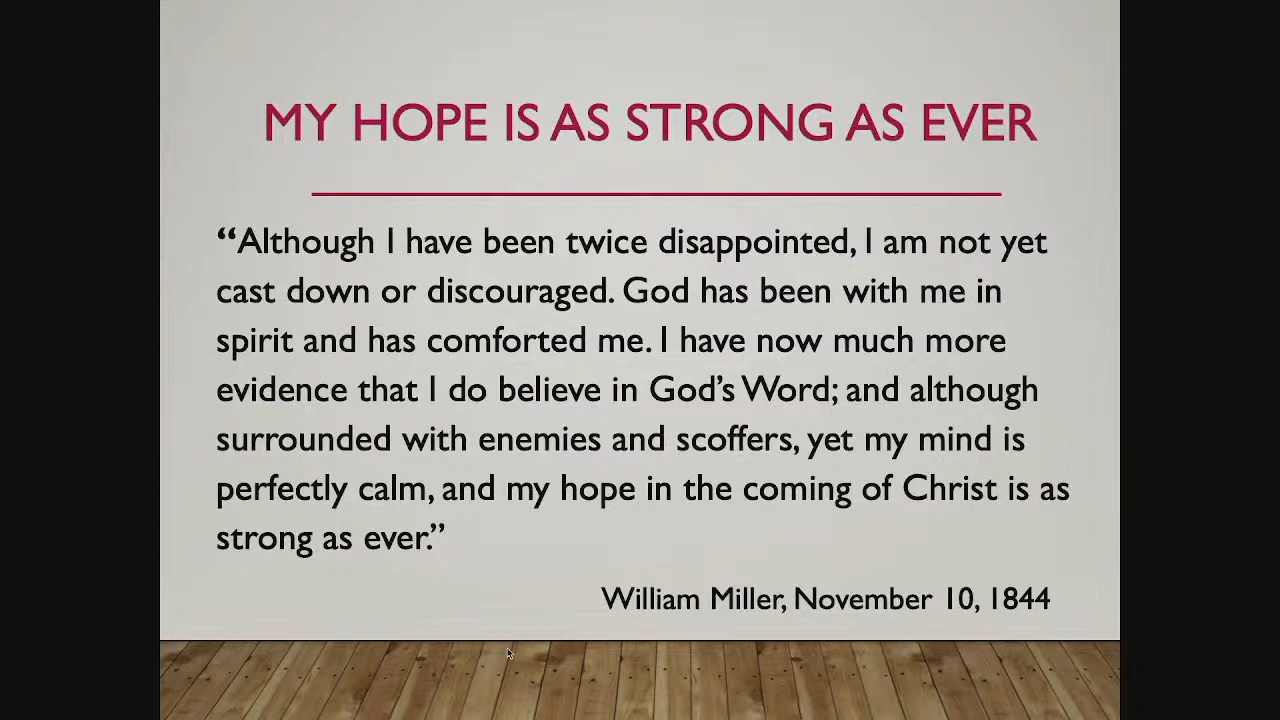 MY HOPE IS AS STRONG AS EVER
“Although I have been twice disappointed, I am not yet
cast down or discouraged. God has been with me in
spirit and has comforted me. I have now much more
evidence that I do believe in God’s Word; and although
surrounded with enemies and scoffers, yet my mind is
perfectly calm, and my hope in the coming of Christ is as
strong as ever.”
William Miller, November 10, 1844